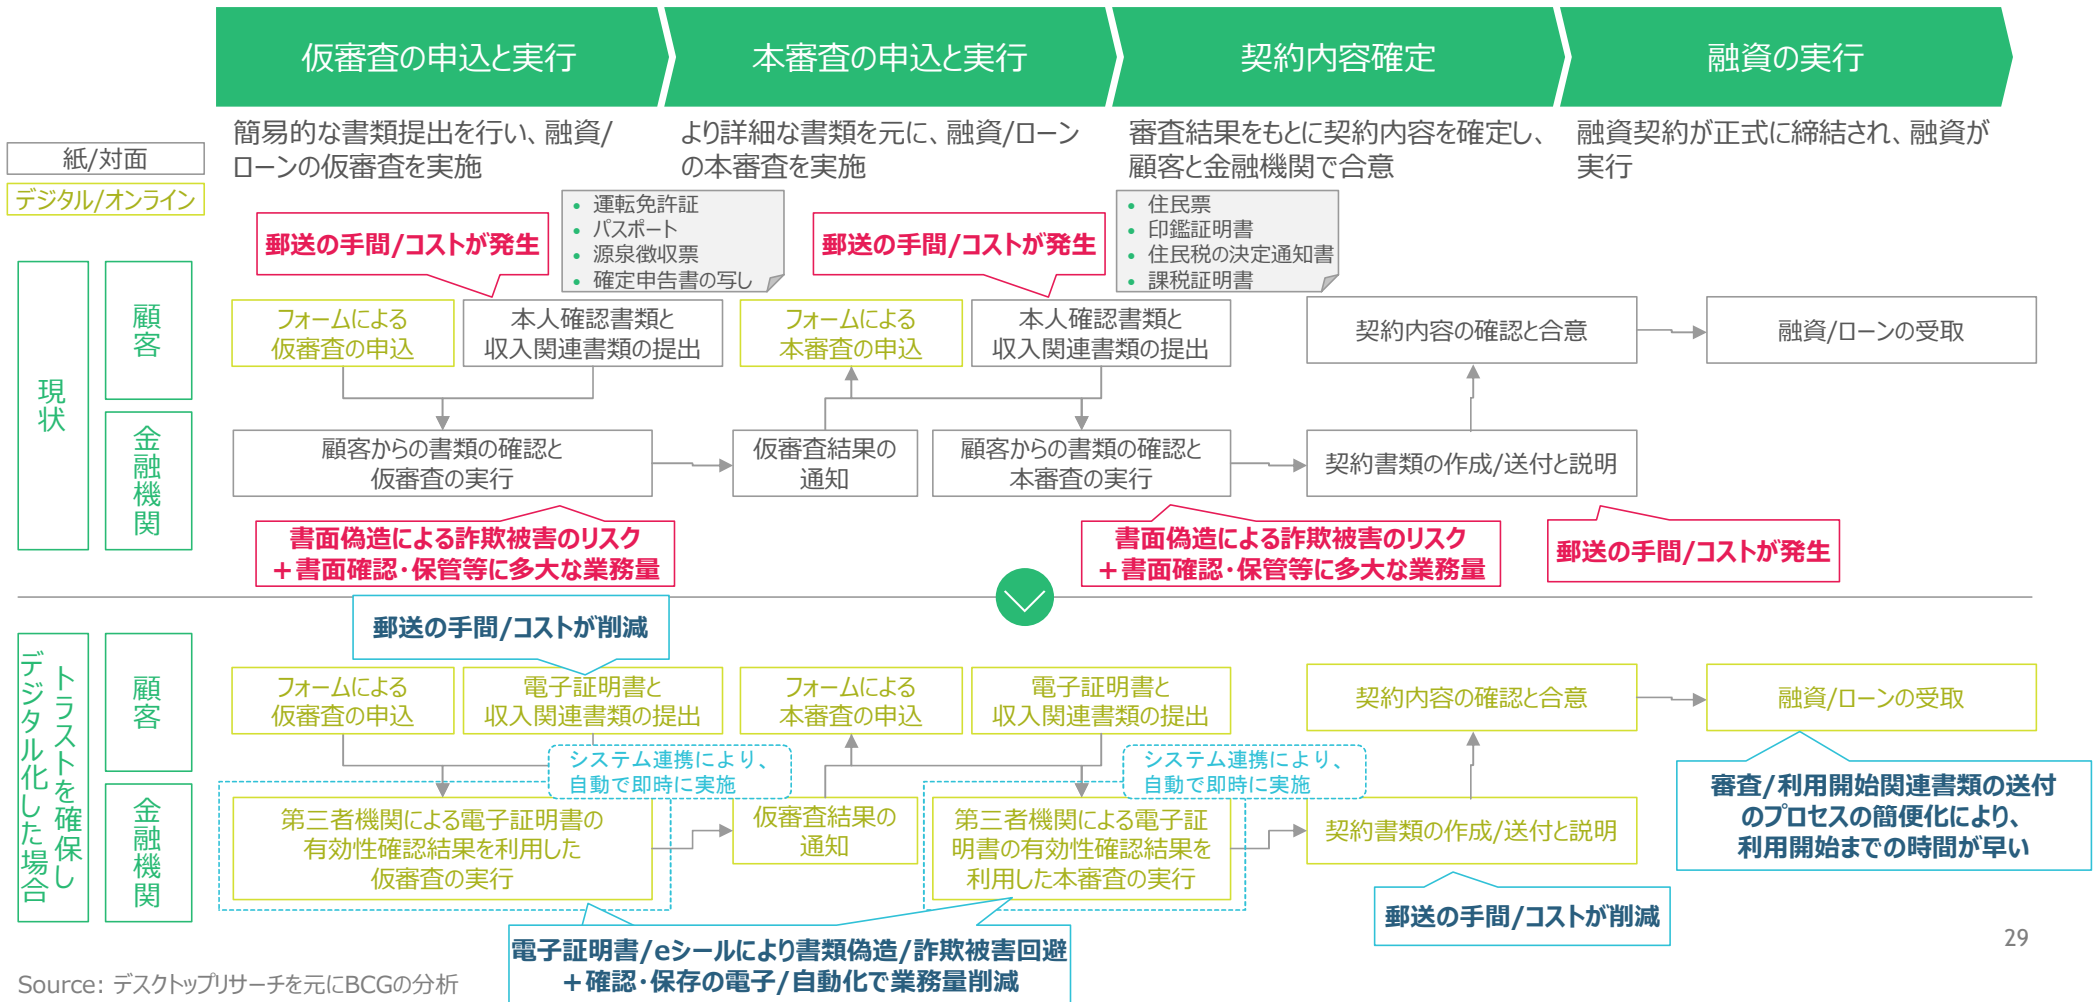 仮審査の申込と実行
本審査の申込と実行
契約内容確定
融資の実行
簡易的な書類提出を行い、融資/
ローンの仮審査を実施
より詳細な書類を元に、融資/ローン
の本審査を実施
審査結果をもとに契約内容を確定し、
顧客と金融機関で合意
融資契約が正式に締結され、融資が
実行
紙/対面
デジタル/オンライン
郵送の手間/コストが発生
• 運転免許証
• パスポート
• 源泉徴収票
• 確定申告書の写し
郵送の手間/コストが発生
• 住民票
• 印鑑証明書
• 住民税の決定通知書
• 課税証明書
現状
顧客
フォームによる
仮審査の申込
本人確認書類と
収入関連書類の提出
フォームによる
本審査の申込
本人確認書類と
収入関連書類の提出
契約内容の確認と合意
融資/ローンの受取
金融機関
顧客からの書類の確認と
仮審査の実行
仮審査結果の
通知
顧客からの書類の確認と
本審査の実行
契約書類の作成/送付と説明
書面偽造による詐欺被害のリスク
＋書面確認・保管等に多大な業務量
書面偽造による詐欺被害のリスク
＋書面確認・保管等に多大な業務量
郵送の手間/コストが発生
郵送の手間/コストが削減
トラストを確保し
デジタル化した場合
顧客
フォームによる
仮審査の申込
電子証明書と
収入関連書類の提出
フォームによる
本審査の申込
電子証明書と
収入関連書類の提出
契約内容の確認と合意
融資/ローンの受取
システム連携により、
自動で即時に実施
システム連携により、
自動で即時に実施
金融機関
第三者機関による電子証明書の
有効性確認結果を利用した
仮審査の実行
仮審査結果の
通知
第三者機関による電子証
明書の有効性確認結果を
利用した本審査の実行
契約書類の作成/送付と説明
審査/利用開始関連書類の送付
のプロセスの簡便化により、
利用開始までの時間が早い
郵送の手間/コストが削減
電子証明書/eシールにより書類偽造/詐欺被害回避
＋確認・保存の電子/自動化で業務量削減
29
Source: デスクトップリサーチを元にBCGの分析